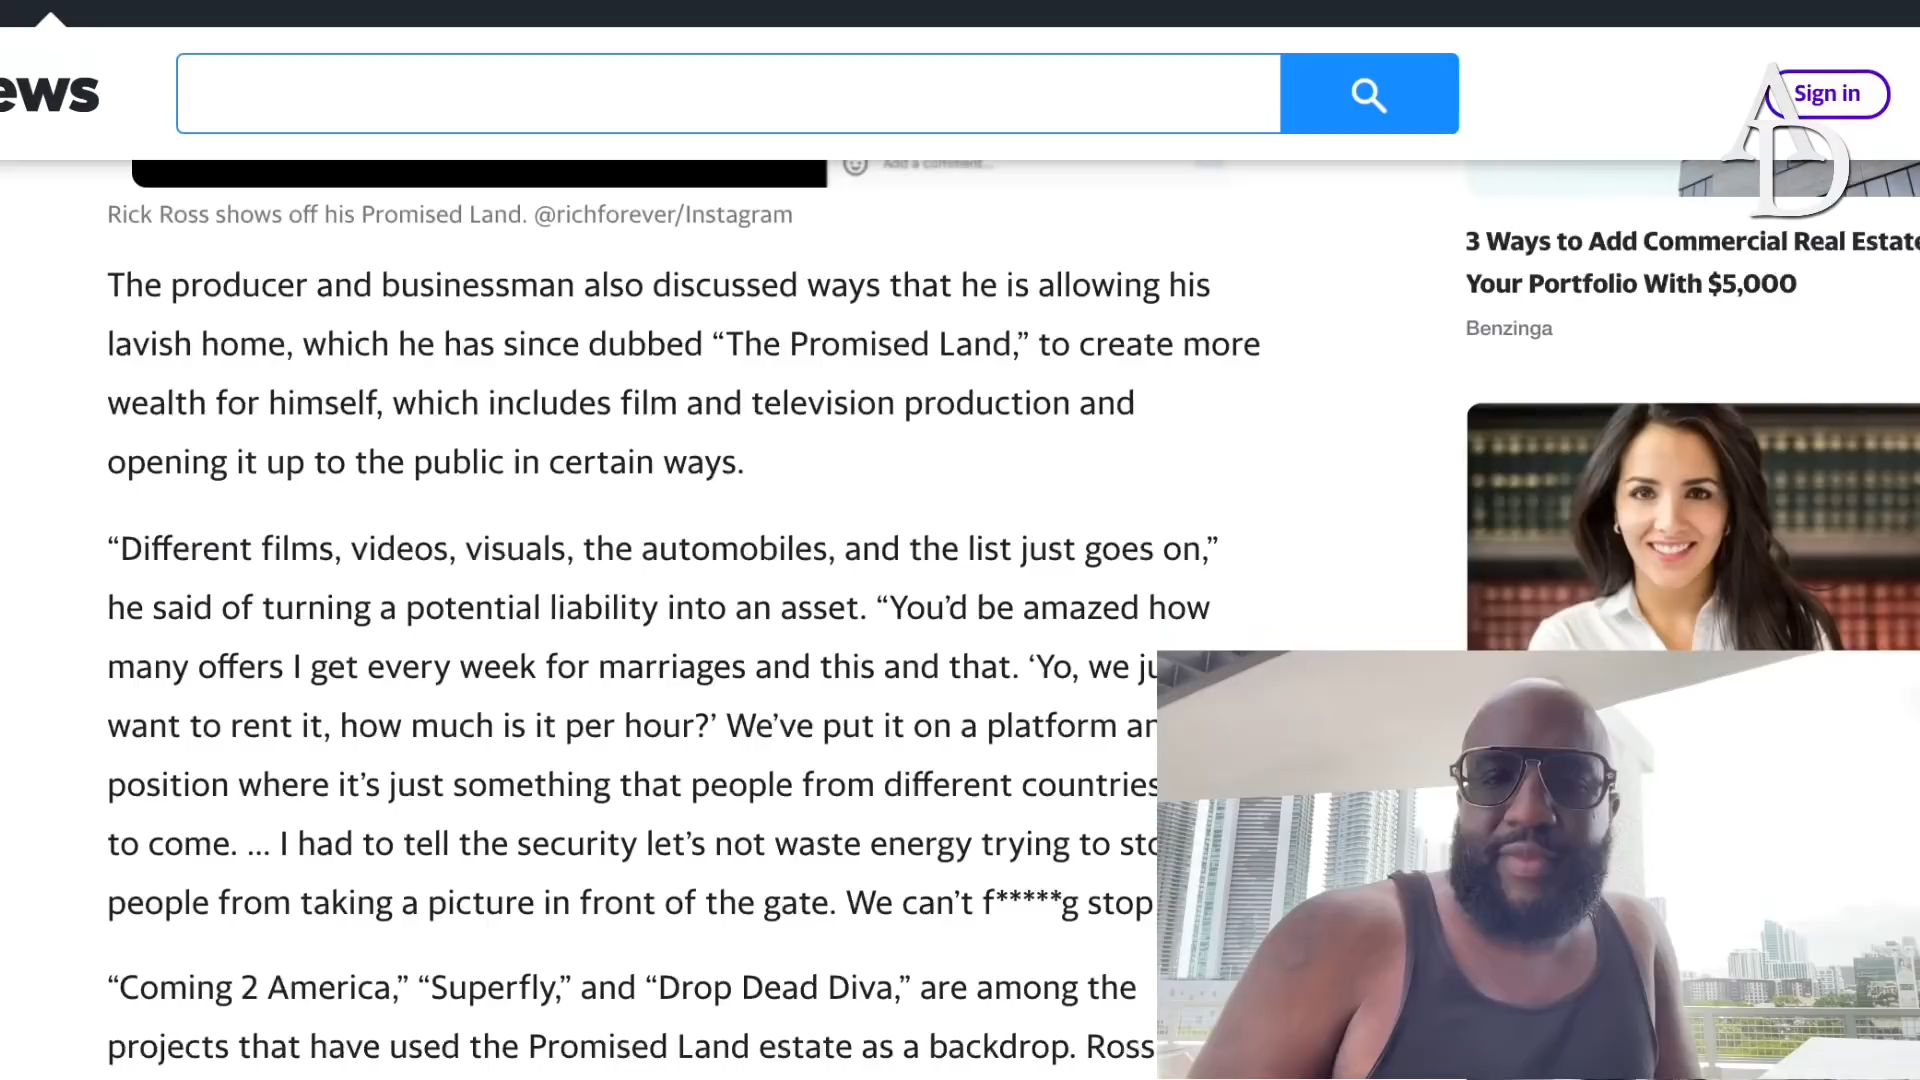 ews
Sign in
AD
Add a comment...
Rick Ross shows off his Promised Land. @richforever/Instagram
The producer and businessman also discussed ways that he is allowing his
lavish home, which he has since dubbed “The Promised Land,” to create more
wealth for himself, which includes film and television production and
opening it up to the public in certain ways.
“Different films, videos, visuals, the automobiles, and the list just goes on,”
he said of turning a potential liability into an asset. “You’d be amazed how
many offers I get every week for marriages and this and that. ‘Yo, we ju
want to rent it, how much is it per hour?’ We’ve put it on a platform an
position where it’s just something that people from different countries
to come. ... I had to tell the security let’s not waste energy trying to sto
people from taking a picture in front of the gate. We can’t f*****g stop
“Coming 2 America,” “Superfly,” and “Drop Dead Diva,” are among the
projects that have used the Promised Land estate as a backdrop. Ross
3 Ways to Add Commercial Real Estate
Your Portfolio With $5,000
Benzinga